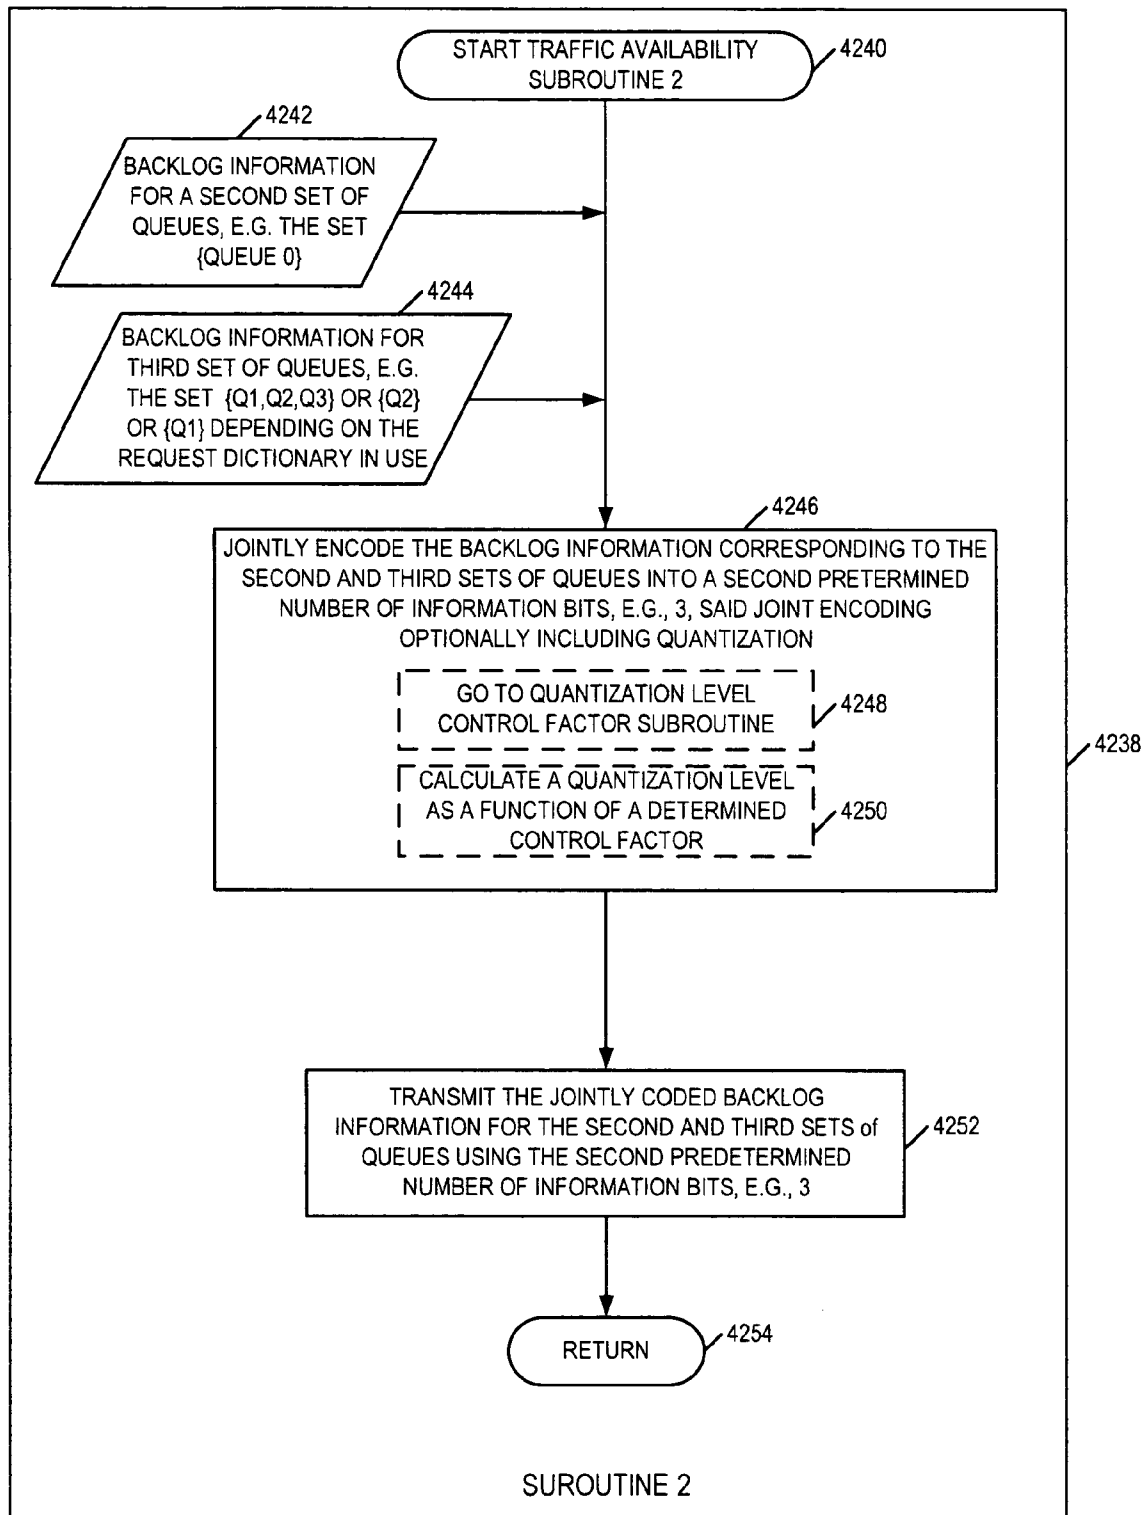 START TRAFFIC AVAILABILITY
SUBROUTINE 2
4240
4242
BACKLOG INFORMATION
FOR A SECOND SET OF
QUEUES, E.G. THE SET
{QUEUE 0}
4244
BACKLOG INFORMATION FOR
THIRD SET OF QUEUES, E.G.
THE SET {Q1,Q2,Q3} OR {Q2}
OR {Q1} DEPENDING ON THE
REQUEST DICTIONARY IN USE
4246
JOINTLY ENCODE THE BACKLOG INFORMATION CORRESPONDING TO THE
SECOND AND THIRD SETS OF QUEUES INTO A SECOND PRETERMINED
NUMBER OF INFORMATION BITS, E.G., 3, SAID JOINT ENCODING
OPTIONALLY INCLUDING QUANTIZATION
GO TO QUANTIZATION LEVEL
CONTROL FACTOR SUBROUTINE
4248
4238
CALCULATE A QUANTIZATION LEVEL
AS A FUNCTION OF A DETERMINED
CONTROL FACTOR
4250
TRANSMIT THE JOINTLY CODED BACKLOG
INFORMATION FOR THE SECOND AND THIRD SETS of
QUEUES USING THE SECOND PREDETERMINED
NUMBER OF INFORMATION BITS, E.G., 3
4252
RETURN
4254
SUROUTINE 2